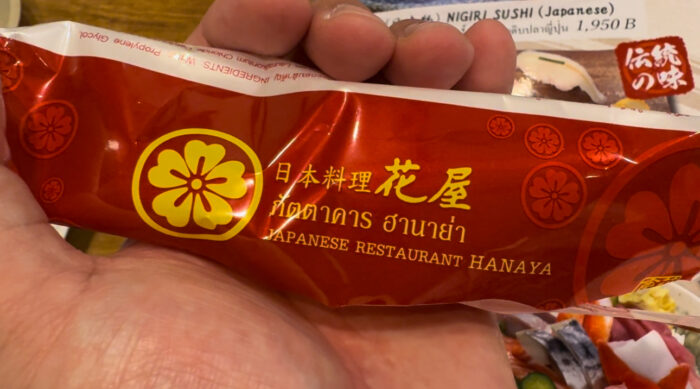 NIGIRI SUSHI (Japanese)
1,950 B
伝統
の味
INGREDIENTS
Propylene Glycol
日本料理 花屋
ภัตตาคาร ฮานาย่า
JAPANESE RESTAURANT HANAYA